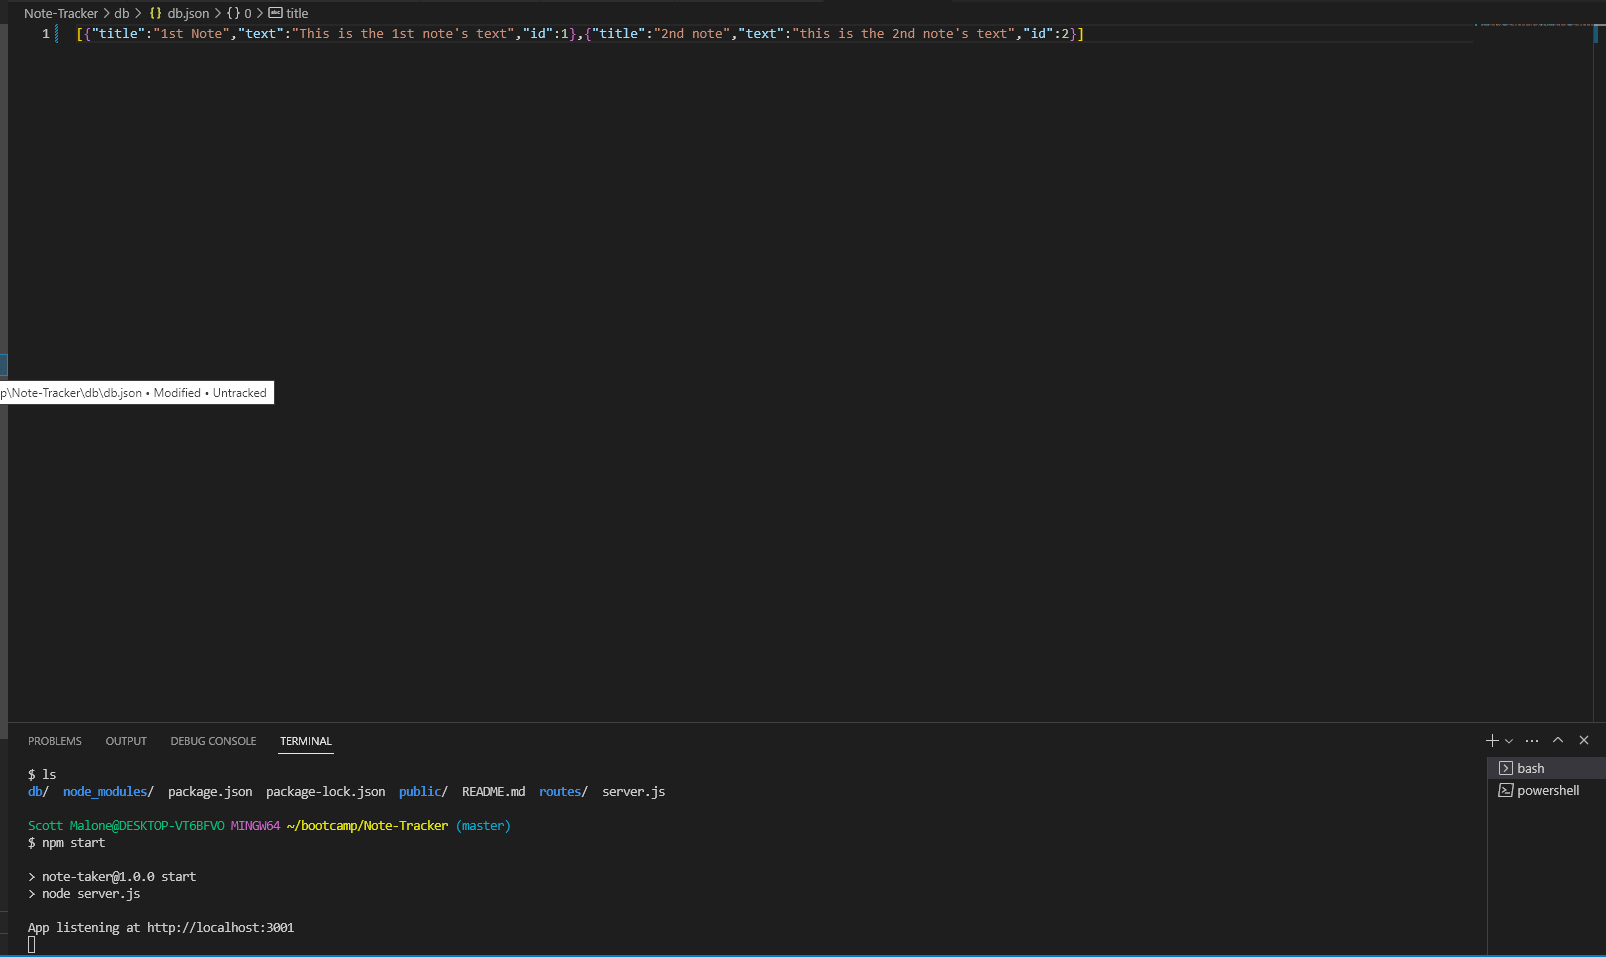 Note-Tracker > db > {} db.json > {} 0 > abc title
1 [{"title":"1st Note","text":"This is the 1st note's text","id":1},{"title":"2nd note","text":"this is the 2nd note's text","id":2}]
p\Note-Tracker\db\db.json • Modified • Untracked
PROBLEMS OUTPUT DEBUG CONSOLE TERMINAL
$ ls
db/ node_modules/ package.json package-lock.json public/ README.md routes/ server.js
Scott Malone@DESKTOP-VT6BFVO MINGW64 ~/bootcamp/Note-Tracker (master)
$ npm start
> note-taker@1.0.0 start
> node server.js
App listening at http://localhost:3001
bash
powershell